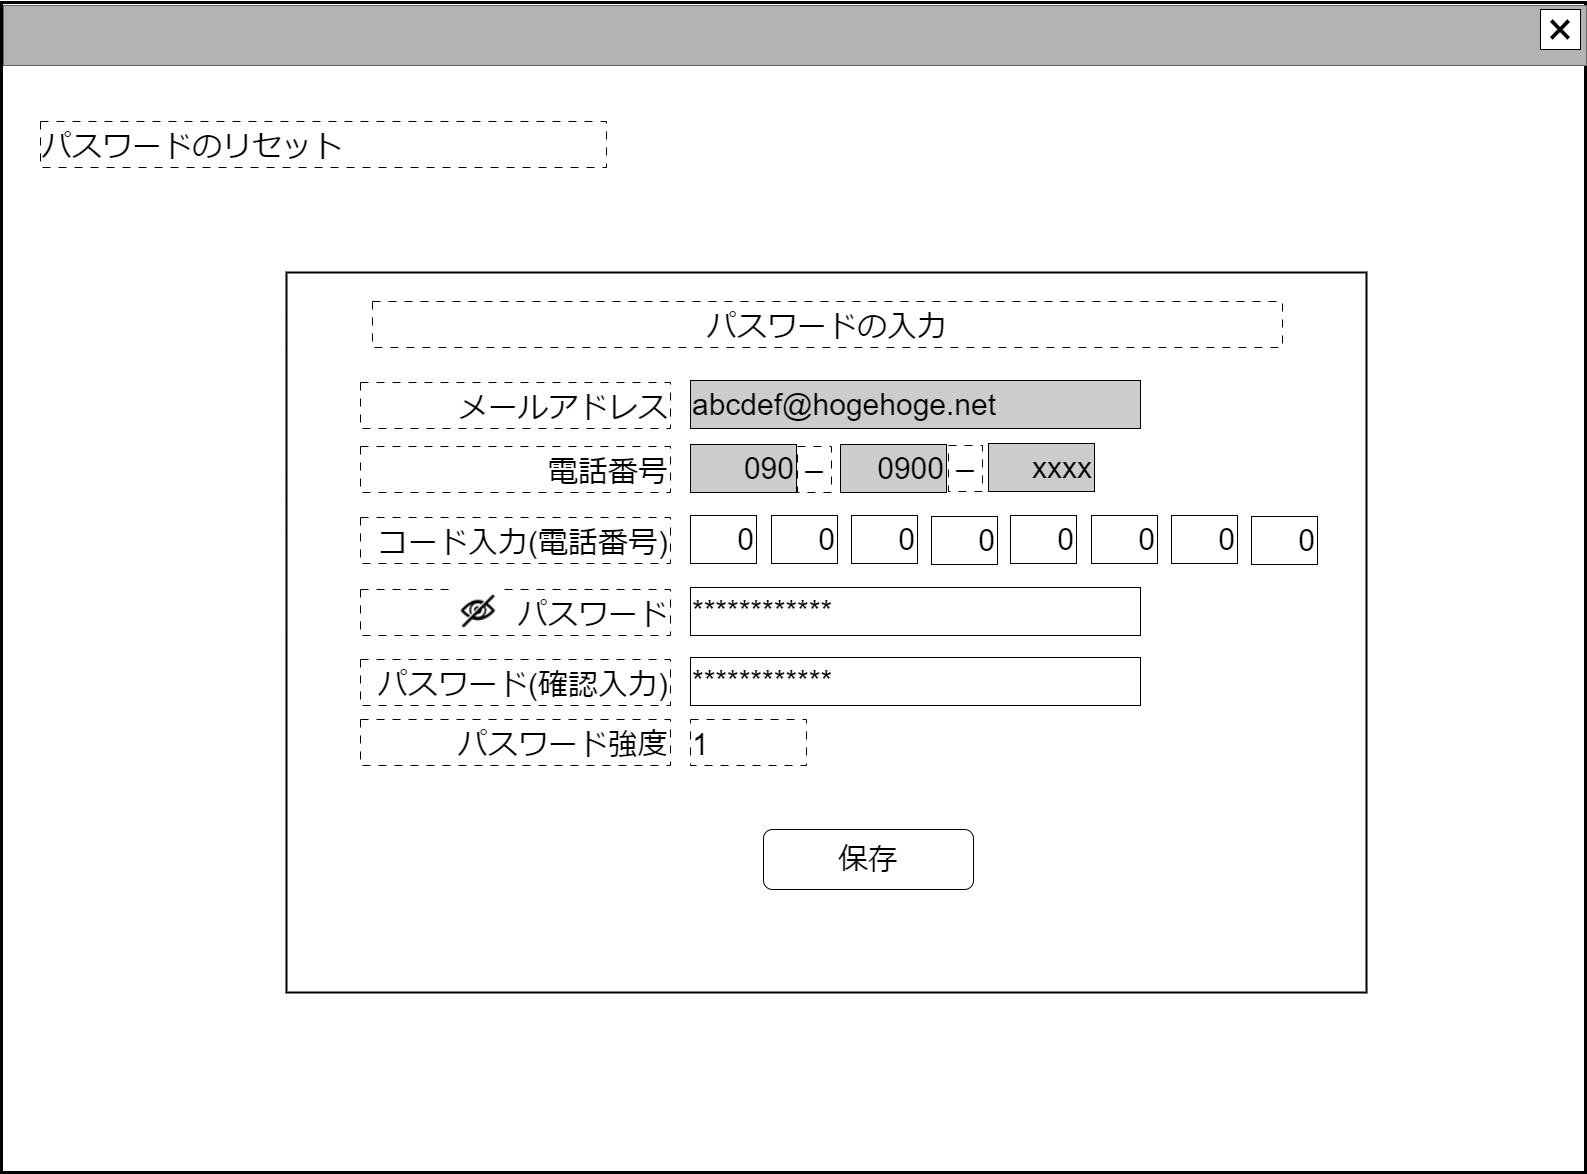 パスワードのリセット
パスワードの入力
メールアドレス abcdef@hogehoge.net
電話番号 090 – 0900 – xxxx
コード入力(電話番号) 0 0 0 0 0 0 0 0
パスワード ************
パスワード(確認入力) ************
パスワード強度 1
保存